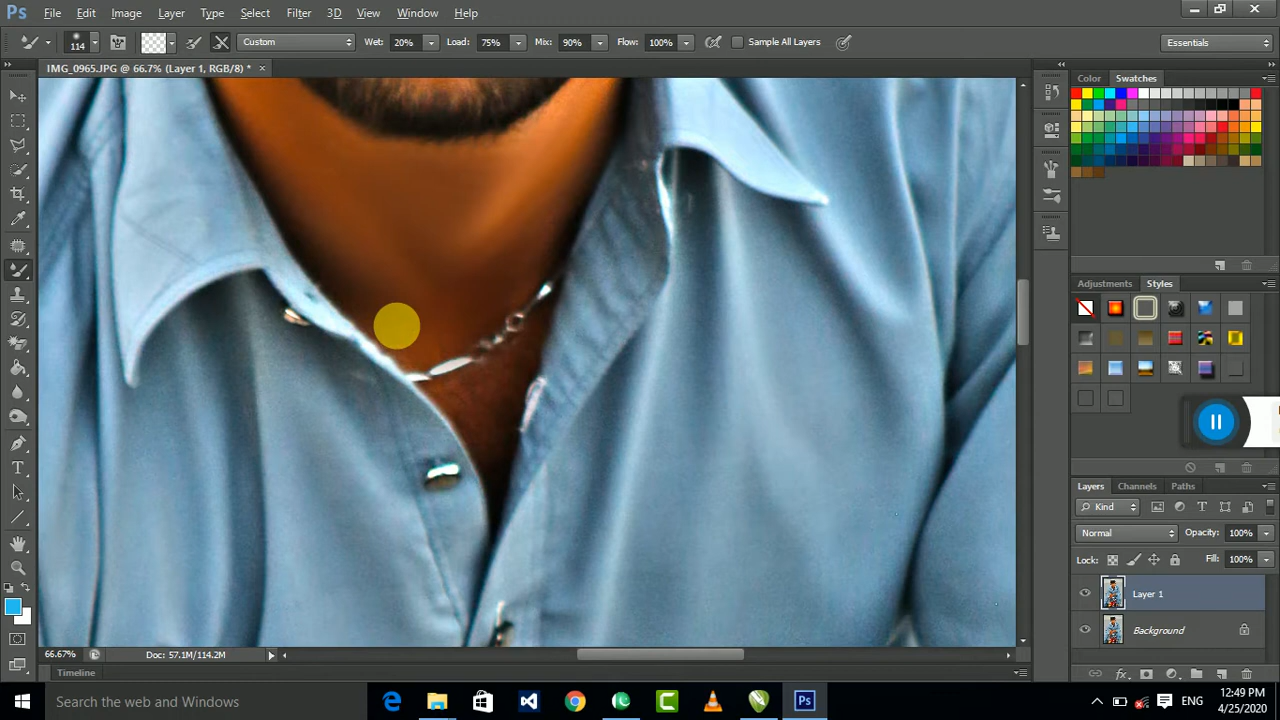 Ps File Edit Image Layer Type Select Filter 3D View Window Help
114 Custom Wet: 20% Load: 75% Mix: 90% Flow: 100% Sample All Layers Essentials
IMG_0965.JPG @ 66.7% (Layer 1, RGB/8) *
Color Swatches
Adjustments Styles
Layers Channels Paths
Kind
Normal Opacity: 100%
Lock: Fill: 100%
Layer 1
Background
66.67% Doc: 57.1M/114.2M
Timeline
Search the web and Windows
ENG
12:49 PM
4/25/2020